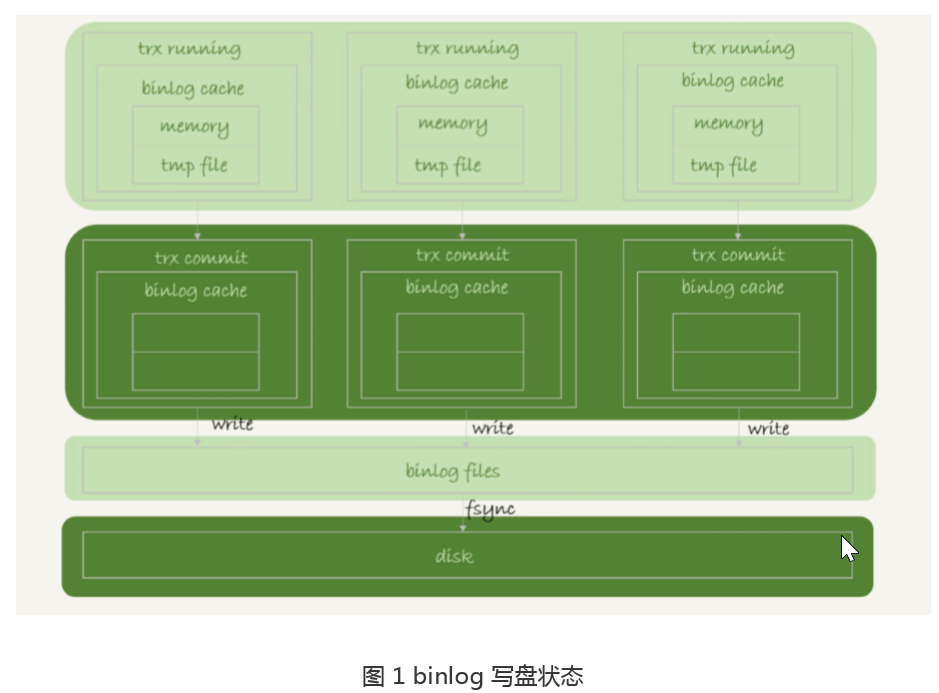 trx running
trx running
trx running
binlog cache
binlog cache
binlog cache
memory
memory
memory
tmp file
tmp file
tmp file
trx commit
trx commit
trx commit
binlog cache
binlog cache
binlog cache
write
write
write
binlog files
fsync
disk
图 1 binlog 写盘状态